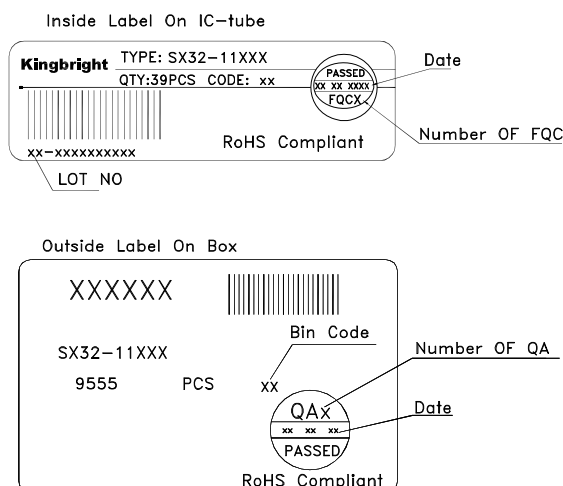 Inside Label On IC-tube
Kingbright
TYPE: SX32-11XXX
QTY:39PCS CODE: xx
PASSED
xx xx xxxx
FQCX
Date
Number OF FQC
RoHS Compliant
xx-xxxxxxxxxx
LOT NO
Outside Label On Box
XXXXXX
Bin Code
SX32-11XXX
9555 PCS XX
Number OF QA
QAx
Date
xx xx xx
PASSED
RoHS Compliant